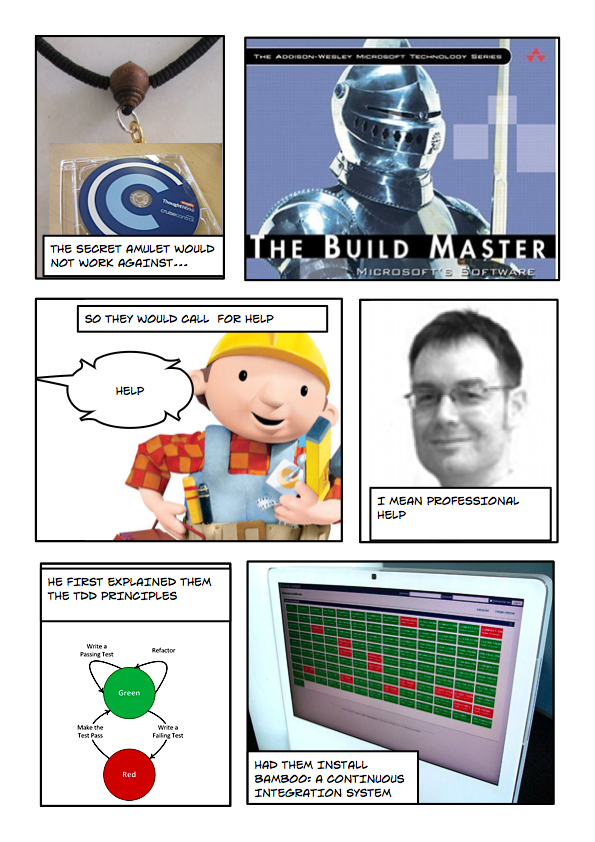 ThoughtWorks
cruisecontrol
THE SECRET AMULET WOULD
NOT WORK AGAINST...
THE ADDISON-WESLEY MICROSOFT TECHNOLOGY SERIES
THE BUILD MASTER
MICROSOFT'S SOFTWARE
SO THEY WOULD CALL FOR HELP
HELP
I MEAN PROFESSIONAL
HELP
HE FIRST EXPLAINED THEM
THE TDD PRINCIPLES
Write a
Passing Test
Refactor
Green
Make the
Test Pass
Write a
Failing Test
Red
HAD THEM INSTALL
BAMBOO: A CONTINUOUS
INTEGRATION SYSTEM